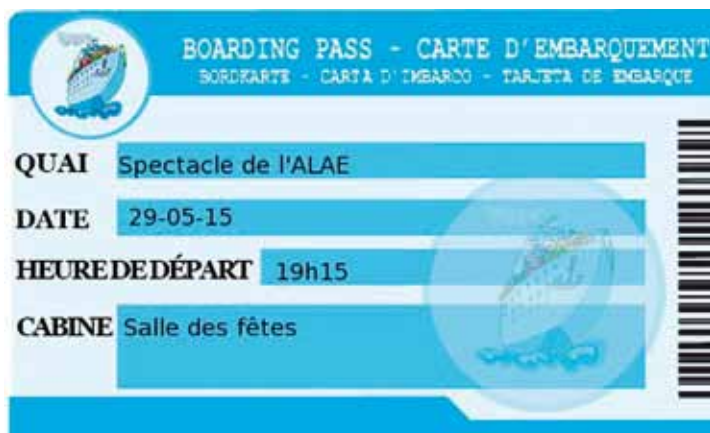 BOARDING PASS - CARTE D'EMBARQUEMENT
BORDKARTE - CARTA D'IMBARCO - TARJETA DE EMBARQUE
QUAI Spectacle de l'ALAE
DATE 29-05-15
HEURE DE DÉPART 19h15
CABINE Salle des fêtes